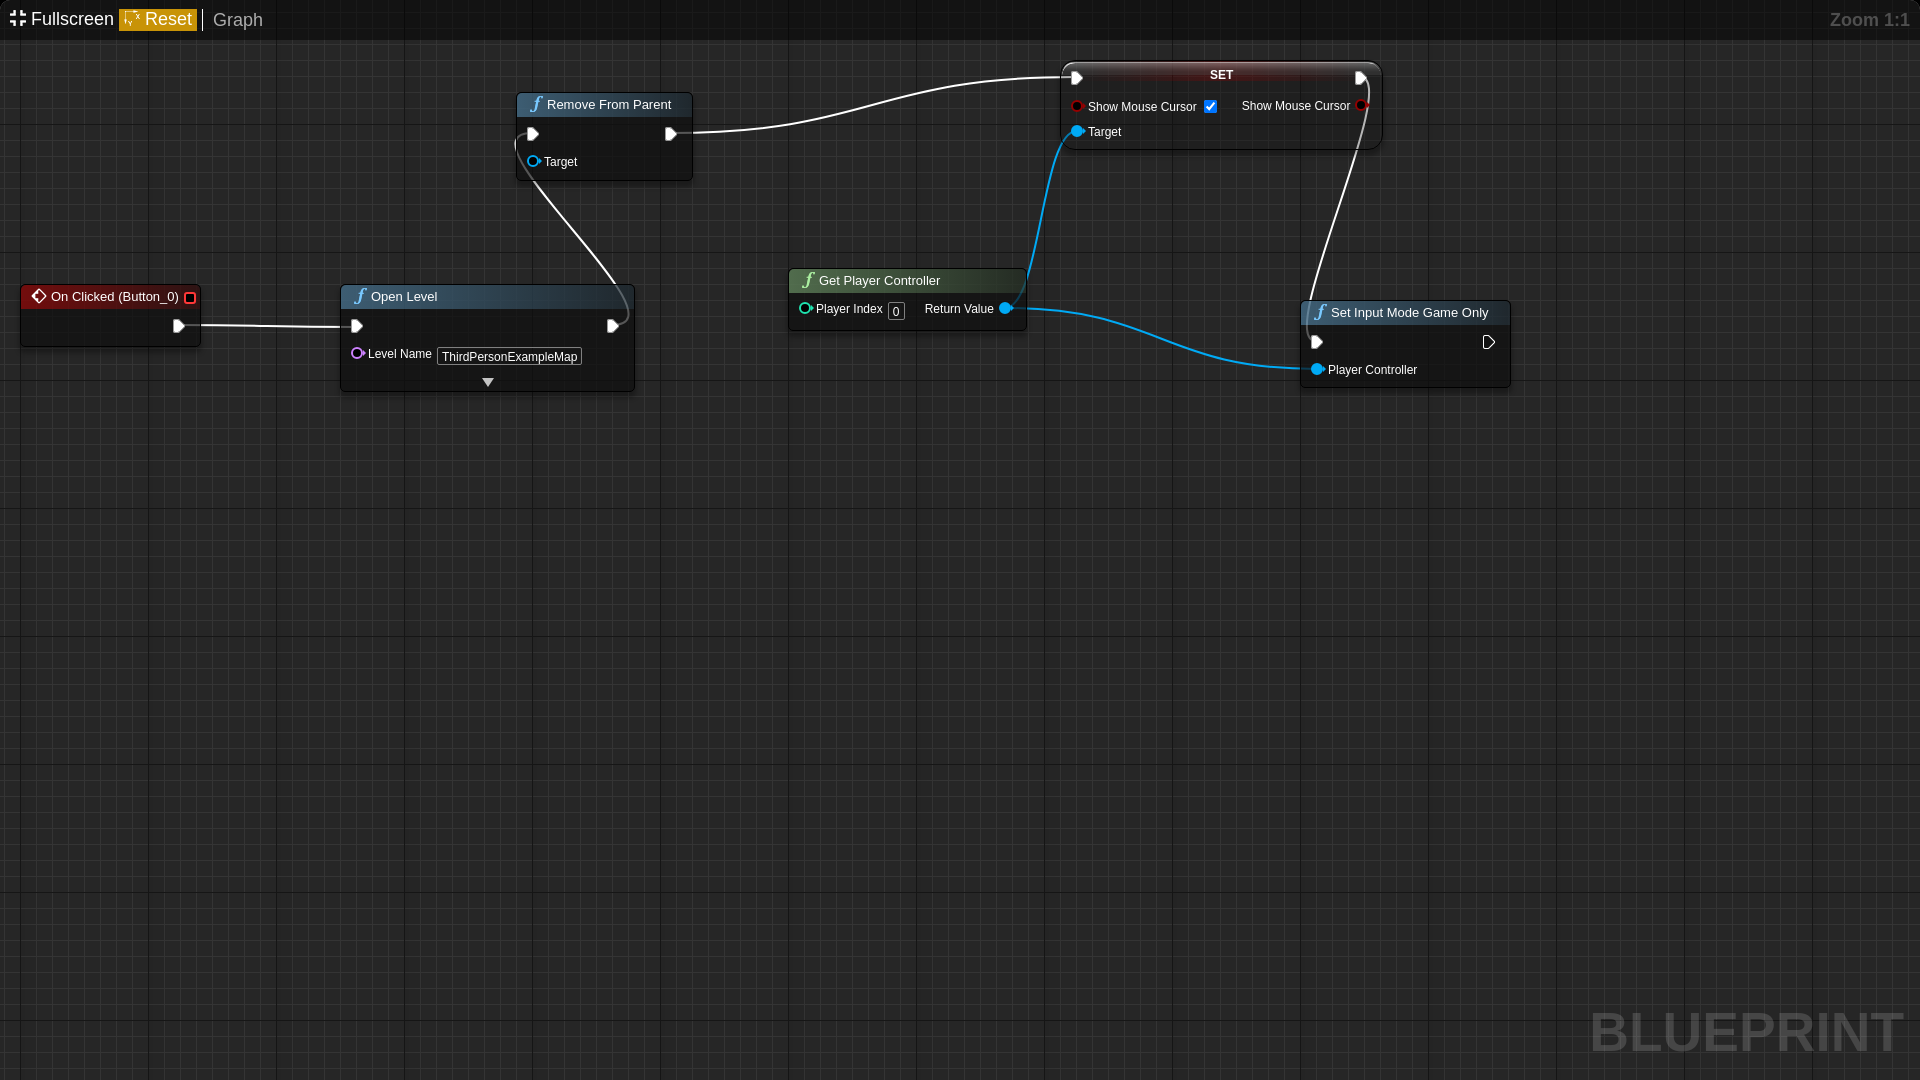 Fullscreen Reset Graph
Zoom 1:1
SET
Show Mouse Cursor Show Mouse Cursor
Target
Remove From Parent
Target
Get Player Controller
Player Index 0 Return Value
On Clicked (Button_0)
Open Level
Level Name ThirdPersonExampleMap
Set Input Mode Game Only
Player Controller
BLUEPRINT